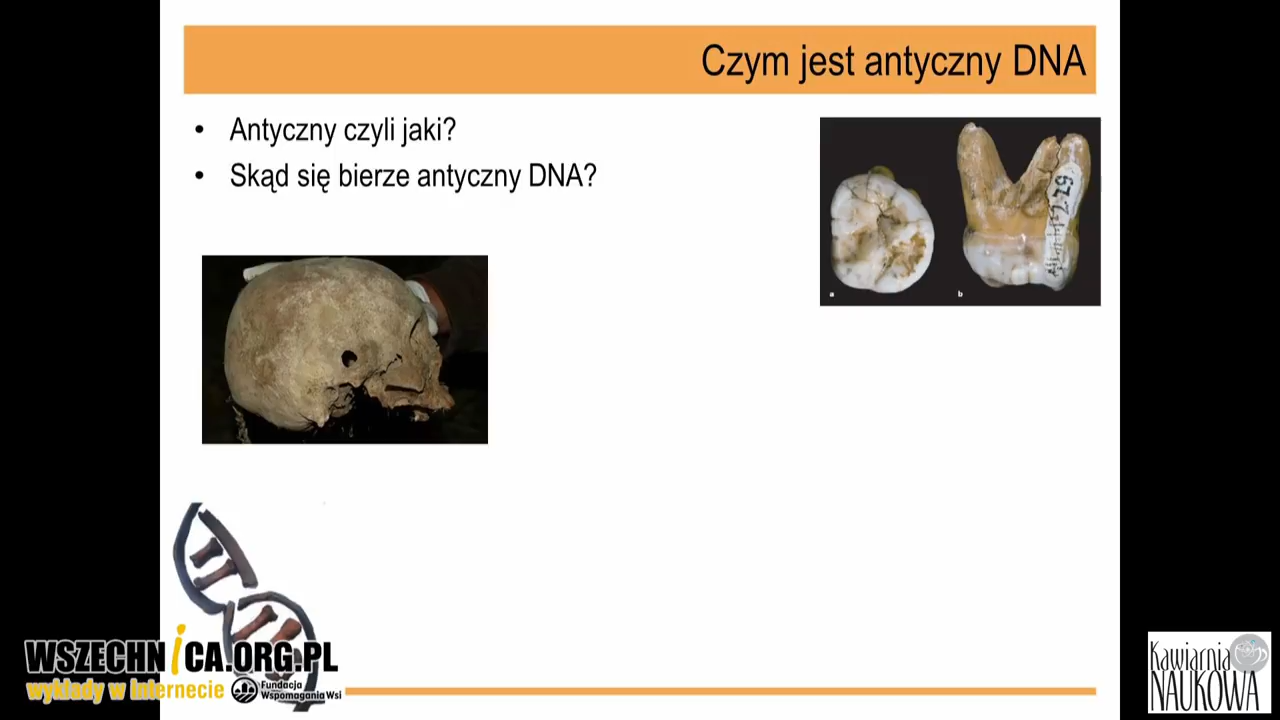 Czym jest antyczny DNA
• Antyczny czyli jaki?
• Skąd się bierze antyczny DNA?
a
b
WSZECHNiCA.ORG.PL
wykłady w internecie
Fundacja
Wspomagania Wsi
Kawiarnia
NAUKOWA